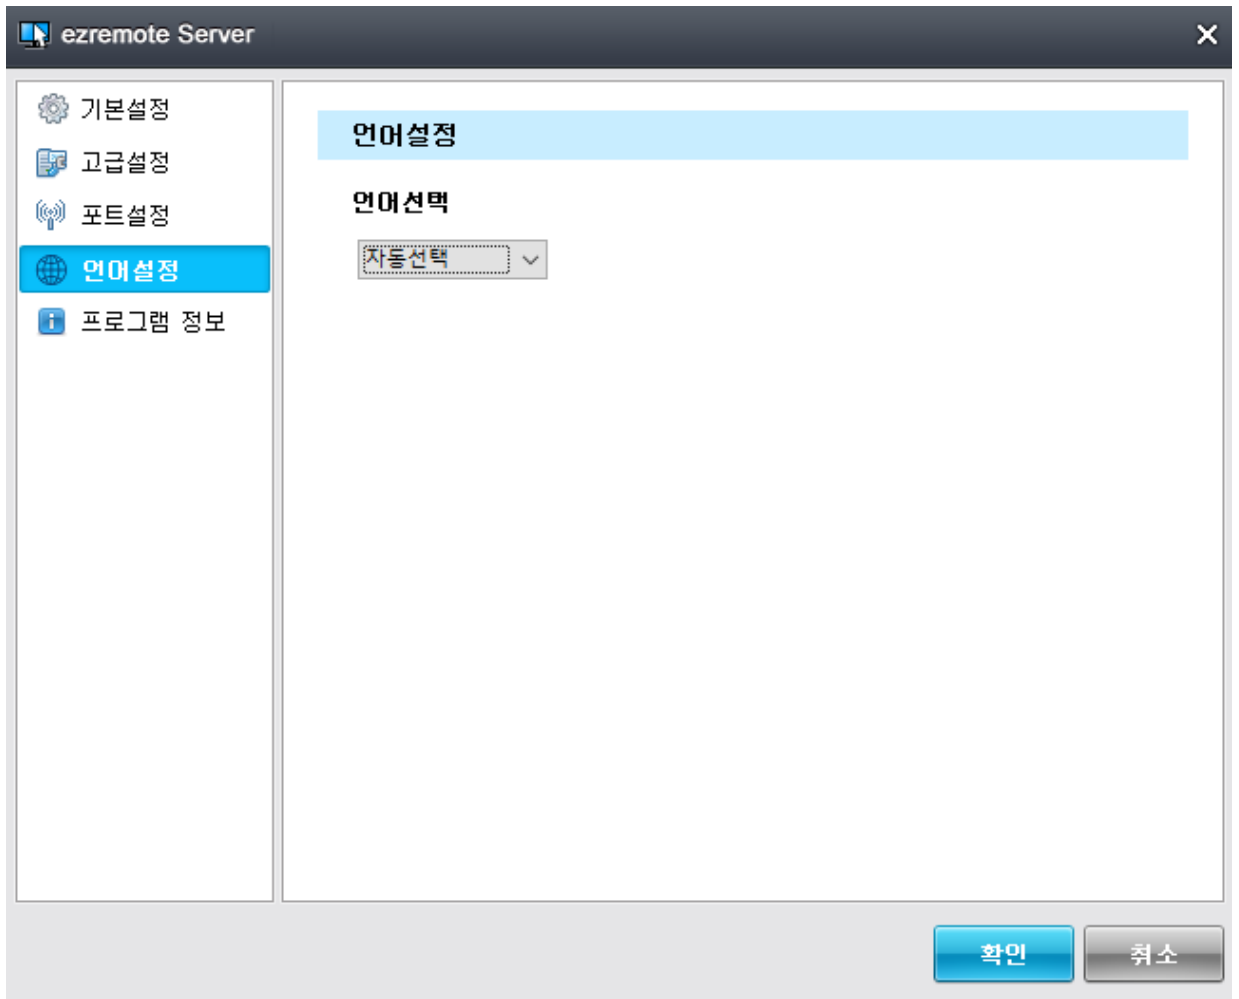 ezremote Server
기본설정
고급설정
포트설정
언어설정
프로그램 정보
언어설정
언어선택
자동선택
확인
취소